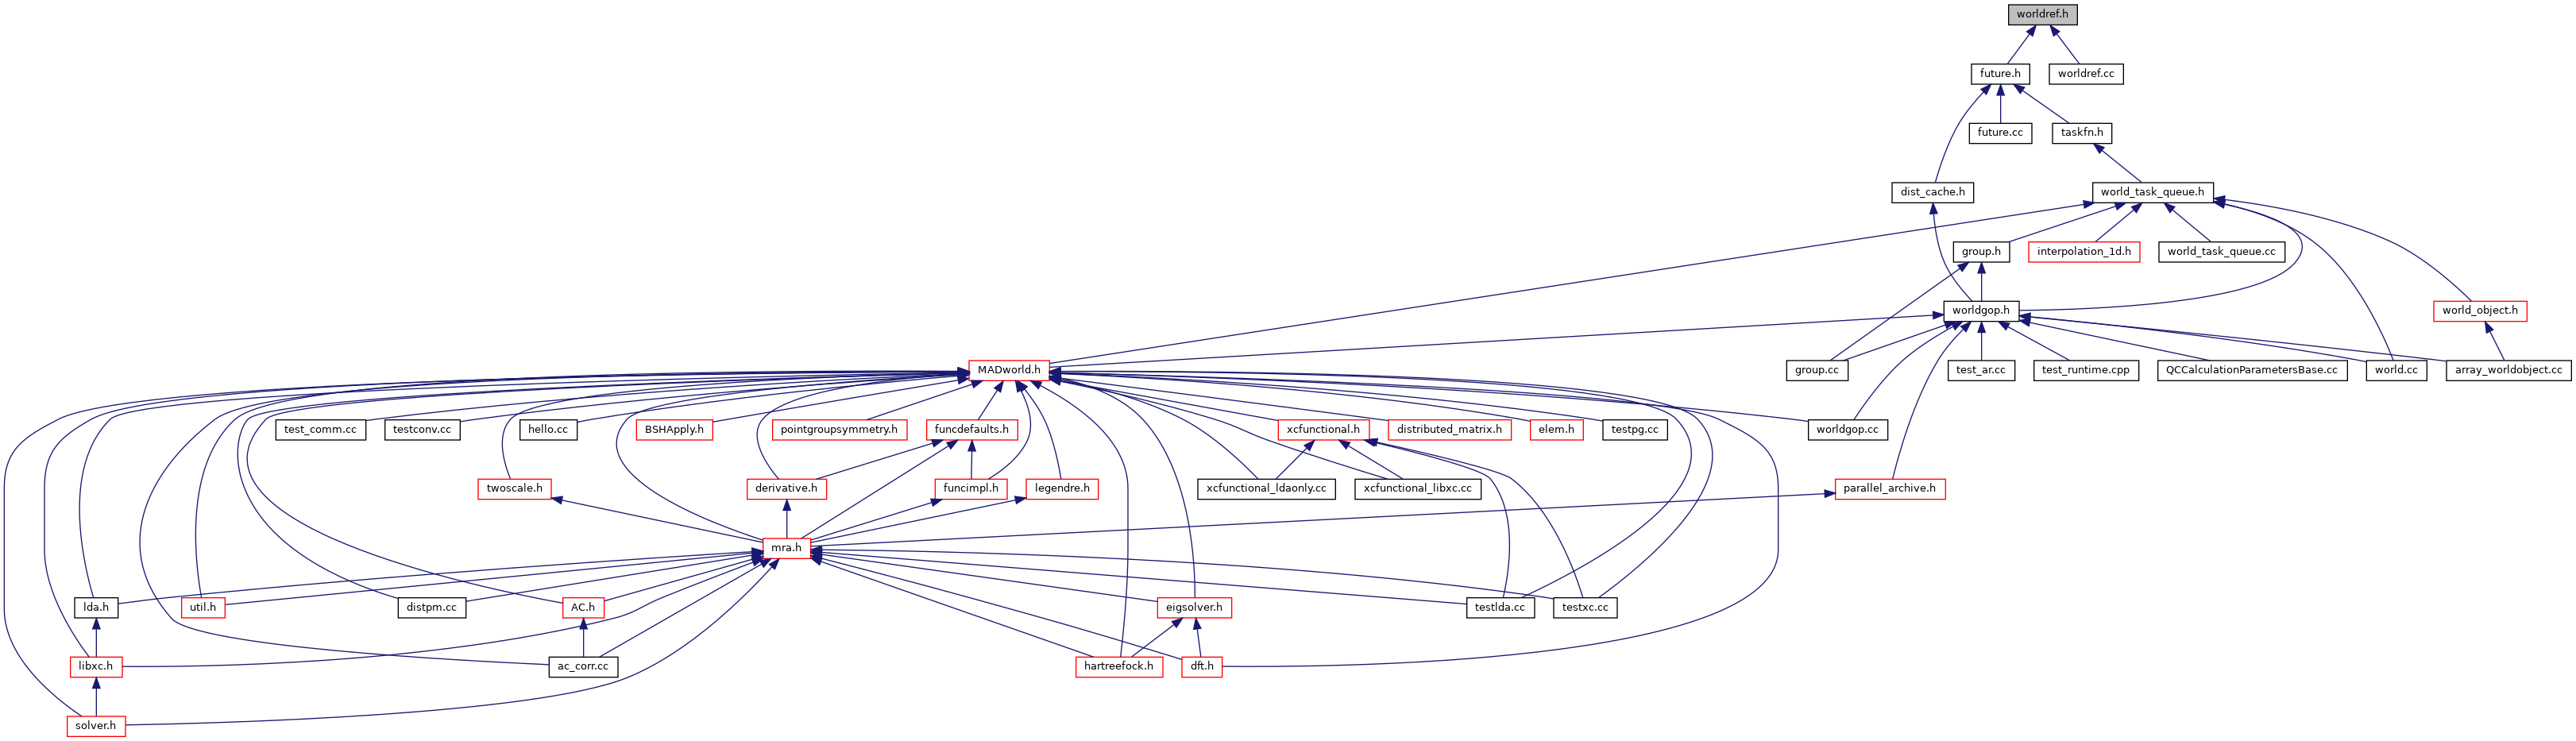 worldref.h
future.h
worldref.cc
future.cc
taskfn.h
dist_cache.h
world_task_queue.h
group.h
interpolation_1d.h
world_task_queue.cc
worldgop.h
world_object.h
MADworld.h
group.cc
test_ar.cc
test_runtime.cpp
QCCalculationParametersBase.cc
world.cc
array_worldobject.cc
test_comm.cc
testconv.cc
hello.cc
BSHApply.h
pointgroupsymmetry.h
funcdefaults.h
xcfunctional.h
distributed_matrix.h
elem.h
testpg.cc
worldgop.cc
twoscale.h
derivative.h
funcimpl.h
legendre.h
xcfunctional_ldaonly.cc
xcfunctional_libxc.cc
parallel_archive.h
mra.h
lda.h
util.h
distpm.cc
AC.h
eigsolver.h
testlda.cc
testxc.cc
libxc.h
ac_corr.cc
hartreefock.h
dft.h
solver.h